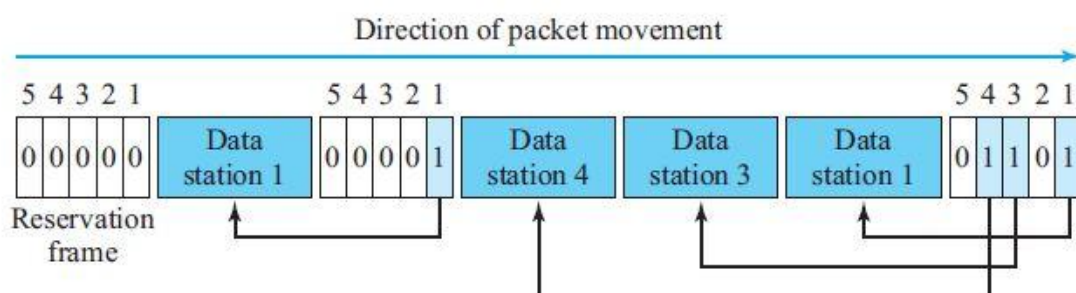 Direction of packet movement
5 4 3 2 1
5 4 3 2 1
5 4 3 2 1
0 0 0 0 0
Data
station 1
0 0 0 0 1
Data
station 4
Data
station 3
Data
station 1
0 1 1 0 1
Reservation
frame